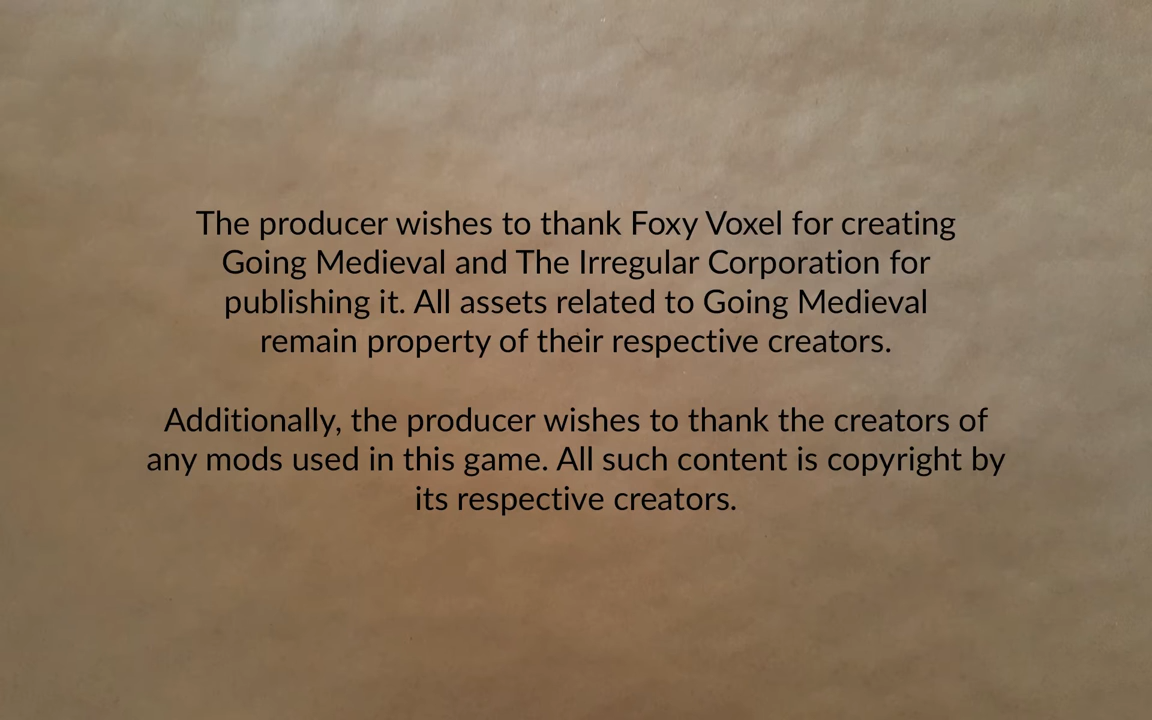 The producer wishes to thank Foxy Voxel for creating
Going Medieval and The Irregular Corporation for
publishing it. All assets related to Going Medieval
remain property of their respective creators.
Additionally, the producer wishes to thank the creators of
any mods used in this game. All such content is copyright by
its respective creators.